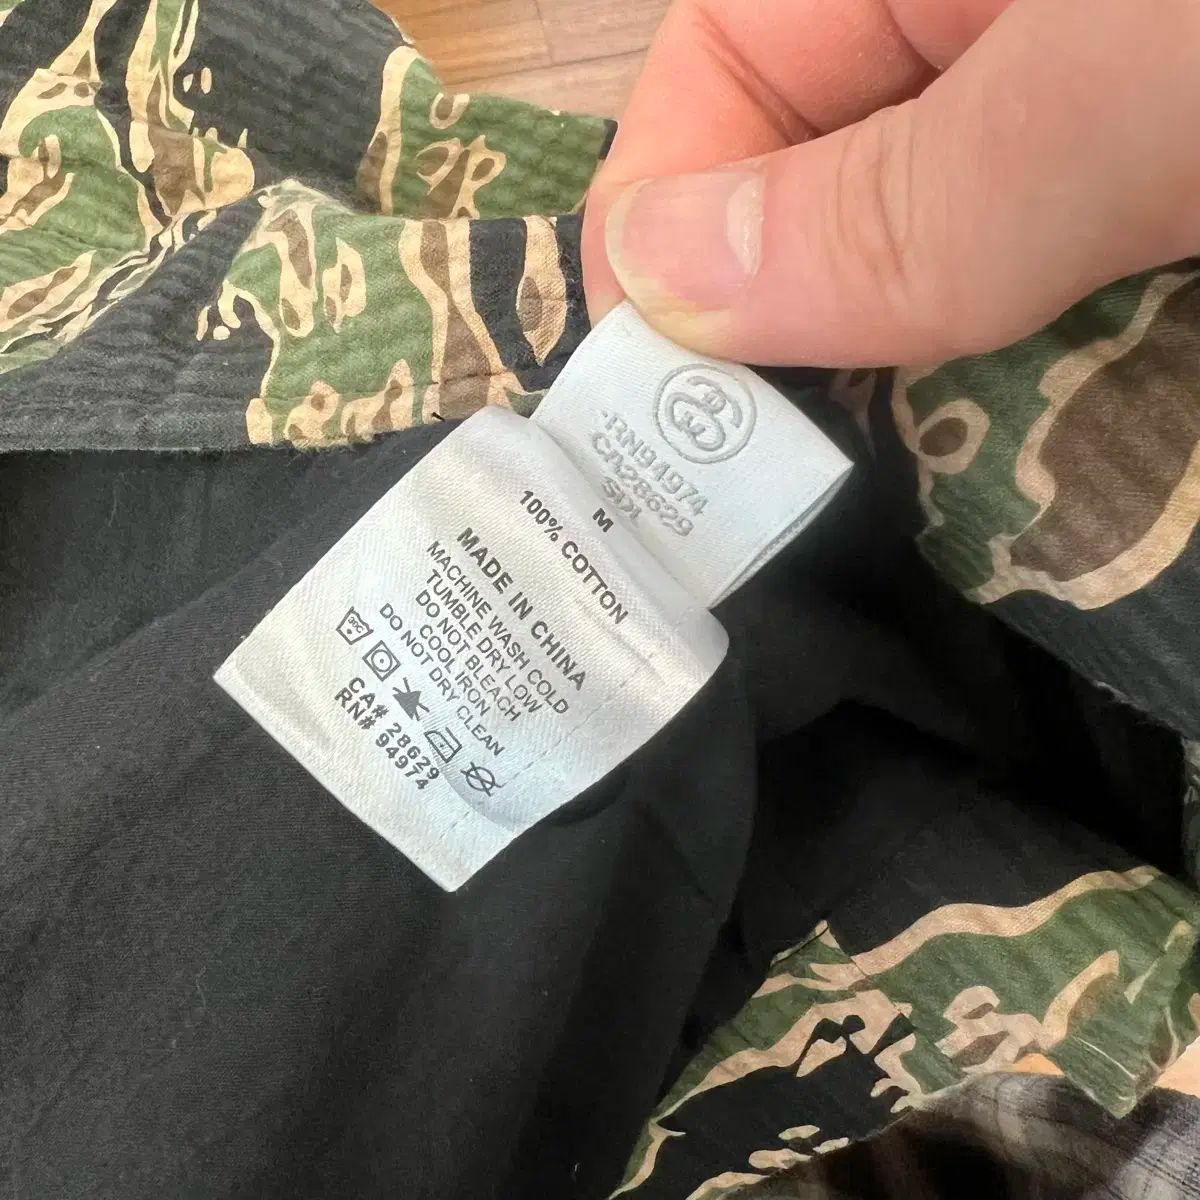 ·RN94974
CA28629
SDI
M
100% COTTON
MADE IN CHINA
MACHINE WASH COLD
TUMBLE DRY LOW
DO NOT BLEACH
COOL IRON
DO NOT DRY CLEAN
CA# 28629
RN# 94974